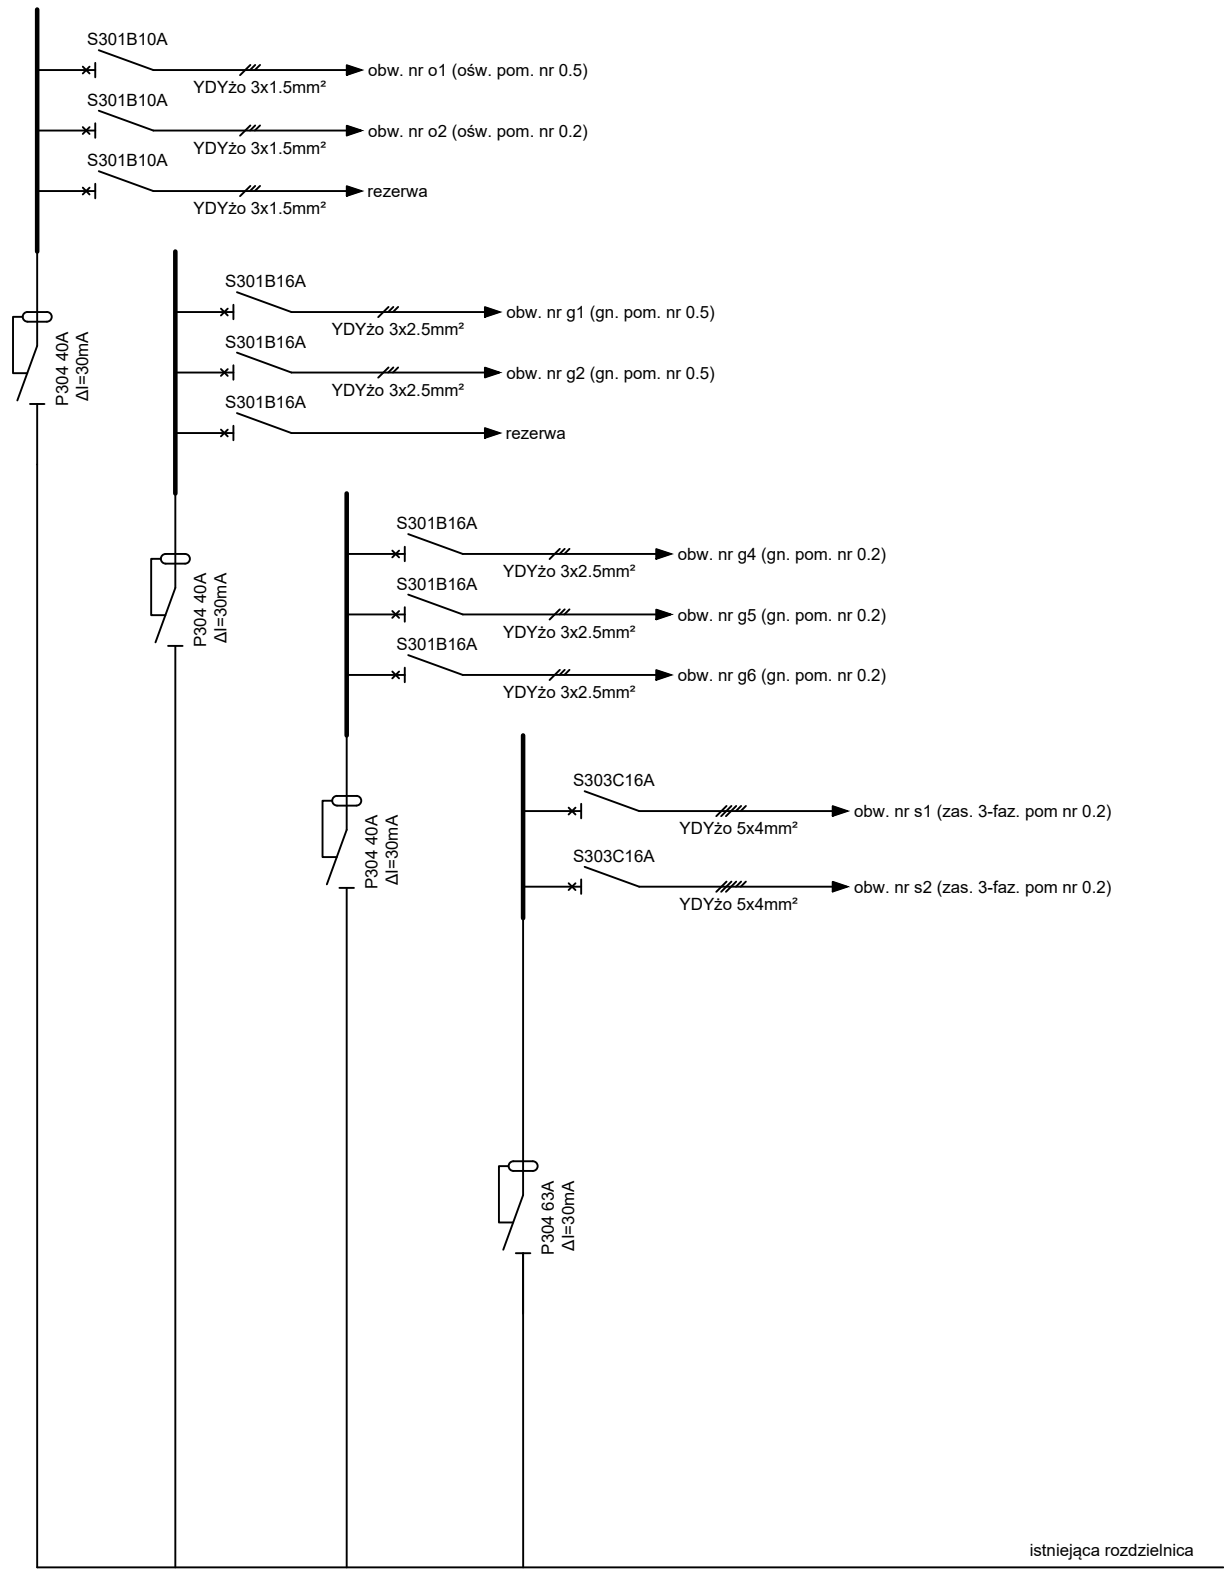 S301B10A
obw. nr o1 (ośw. pom. nr 0.5)
YDYżo 3x1.5mm²
S301B10A
obw. nr o2 (ośw. pom. nr 0.2)
YDYżo 3x1.5mm²
S301B10A
rezerwa
YDYżo 3x1.5mm²
P304 40A
ΔI=30mA
S301B16A
obw. nr g1 (gn. pom. nr 0.5)
YDYżo 3x2.5mm²
S301B16A
obw. nr g2 (gn. pom. nr 0.5)
YDYżo 3x2.5mm²
S301B16A
rezerwa
P304 40A
ΔI=30mA
S301B16A
obw. nr g4 (gn. pom. nr 0.2)
YDYżo 3x2.5mm²
S301B16A
obw. nr g5 (gn. pom. nr 0.2)
YDYżo 3x2.5mm²
S301B16A
obw. nr g6 (gn. pom. nr 0.2)
YDYżo 3x2.5mm²
P304 40A
ΔI=30mA
S303C16A
obw. nr s1 (zas. 3-faz. pom nr 0.2)
YDYżo 5x4mm²
S303C16A
obw. nr s2 (zas. 3-faz. pom nr 0.2)
YDYżo 5x4mm²
P304 63A
ΔI=30mA
istniejąca rozdzielnica